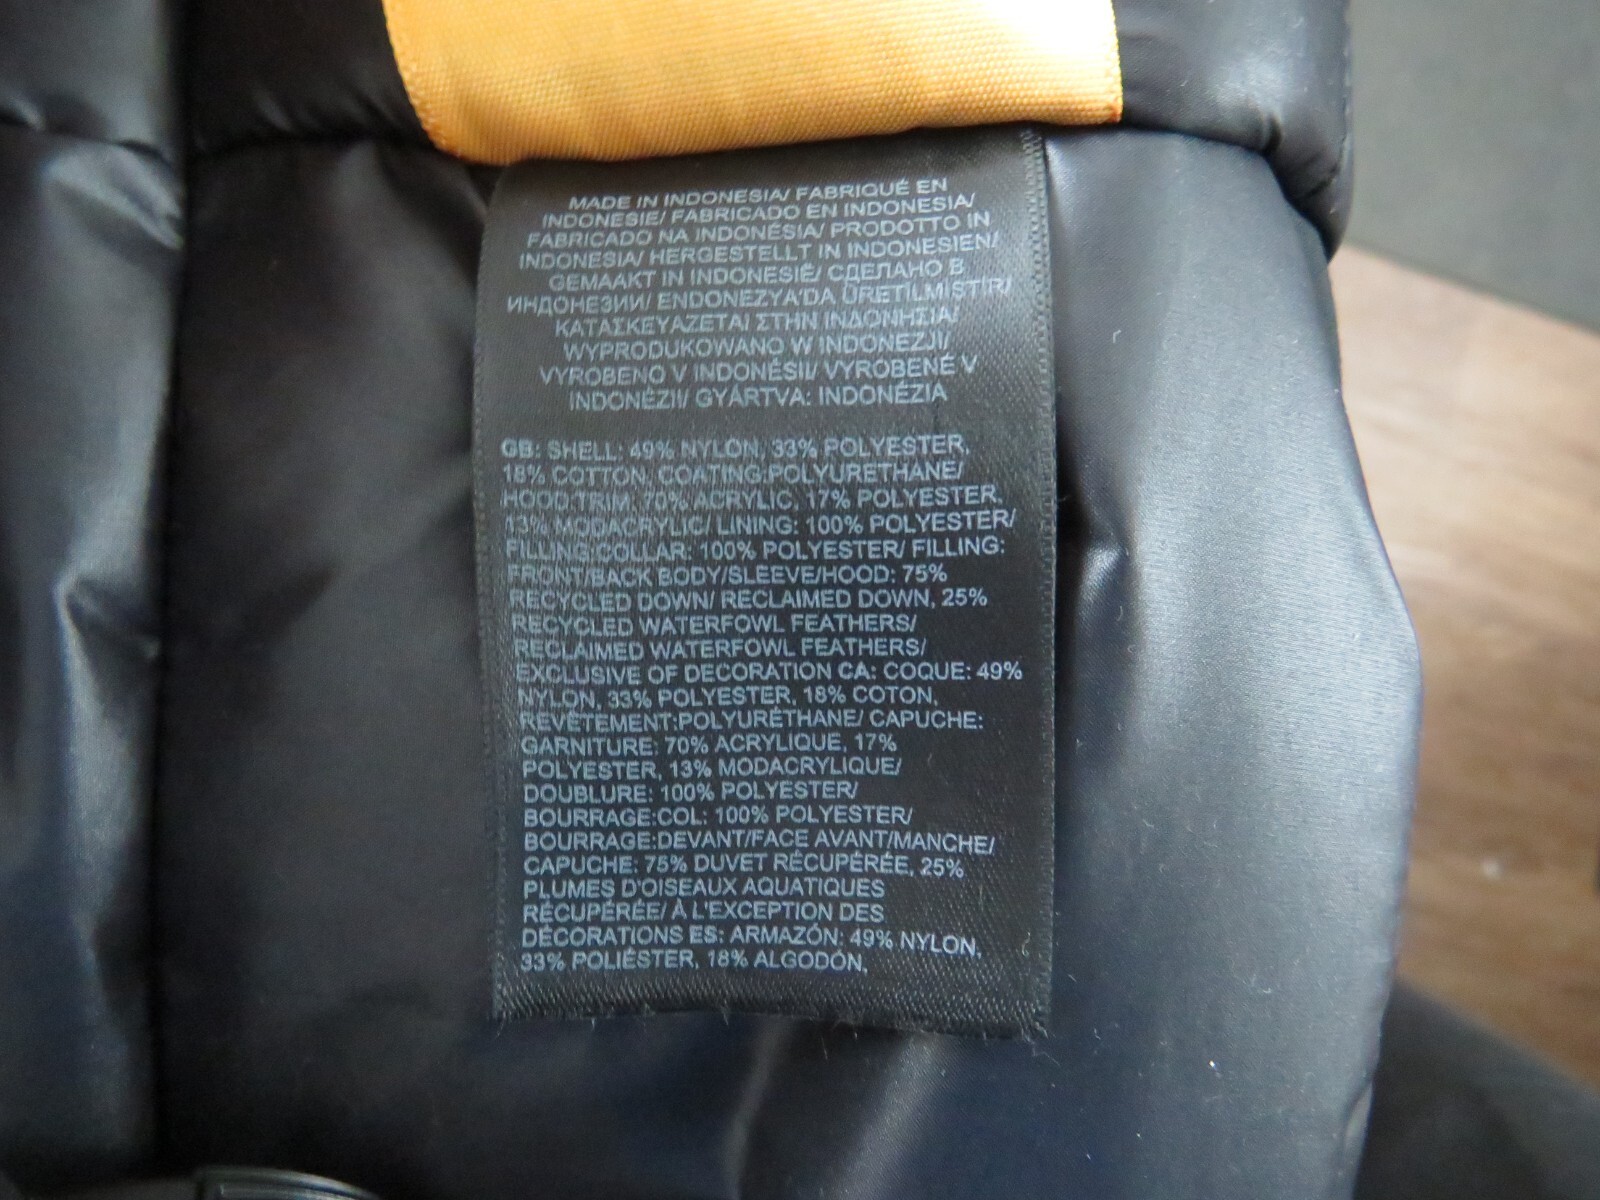 MADE IN INDONESIA/ FABRIQUÉ EN
INDONESIE/ FABRICADO EN INDONESIA/
FABRICADO NA INDONÉSIA/ PRODOTTO IN
INDONESIA/ HERGESTELLT IN INDONESIEN/
GEMAAKT IN INDONESIË/ СДЕЛАНО В
ИНДОНЕЗИИ/ ENDONEZYA'DA ÜRETILMIŞTIR/
ΚΑΤΑΣΚΕΥΑΖΕΤΑΙ ΣΤΗΝ ΙΝΔΟΝΗΣΙΑ/
WYPRODUKOWANO W INDONEZJI/
VYROBENO V INDONÉSII/ VYROBENÉ V
INDONÉZII/ GYÁRTVA: INDONÉZIA
GB: SHELL: 49% NYLON, 33% POLYESTER,
18% COTTON, COATING:POLYURETHANE/
HOOD:TRIM, 70% ACRYLIC, 17% POLYESTER,
13% MODACRYLIC/ LINING: 100% POLYESTER/
FILLING:COLLAR: 100% POLYESTER/ FILLING:
FRONT/BACK BODY/SLEEVE/HOOD: 75%
RECYCLED DOWN/ RECLAIMED DOWN, 25%
RECYCLED WATERFOWL FEATHERS/
RECLAIMED WATERFOWL FEATHERS/
EXCLUSIVE OF DECORATION CA: COQUE: 49%
NYLON, 33% POLYESTER, 18% COTON,
REVÊTEMENT:POLYURÉTHANE/ CAPUCHE:
GARNITURE: 70% ACRYLIQUE, 17%
POLYESTER, 13% MODACRYLIQUE/
DOUBLURE: 100% POLYESTER/
BOURRAGE:COL: 100% POLYESTER/
BOURRAGE:DEVANT/FACE AVANT/MANCHE/
CAPUCHE: 75% DUVET RÉCUPÉRÉE, 25%
PLUMES D'OISEAUX AQUATIQUES
RÉCUPÉRÉE/ À L'EXCEPTION DES
DÉCORATIONS ES: ARMAZÓN: 49% NYLON,
33% POLIÉSTER, 18% ALGODÓN,